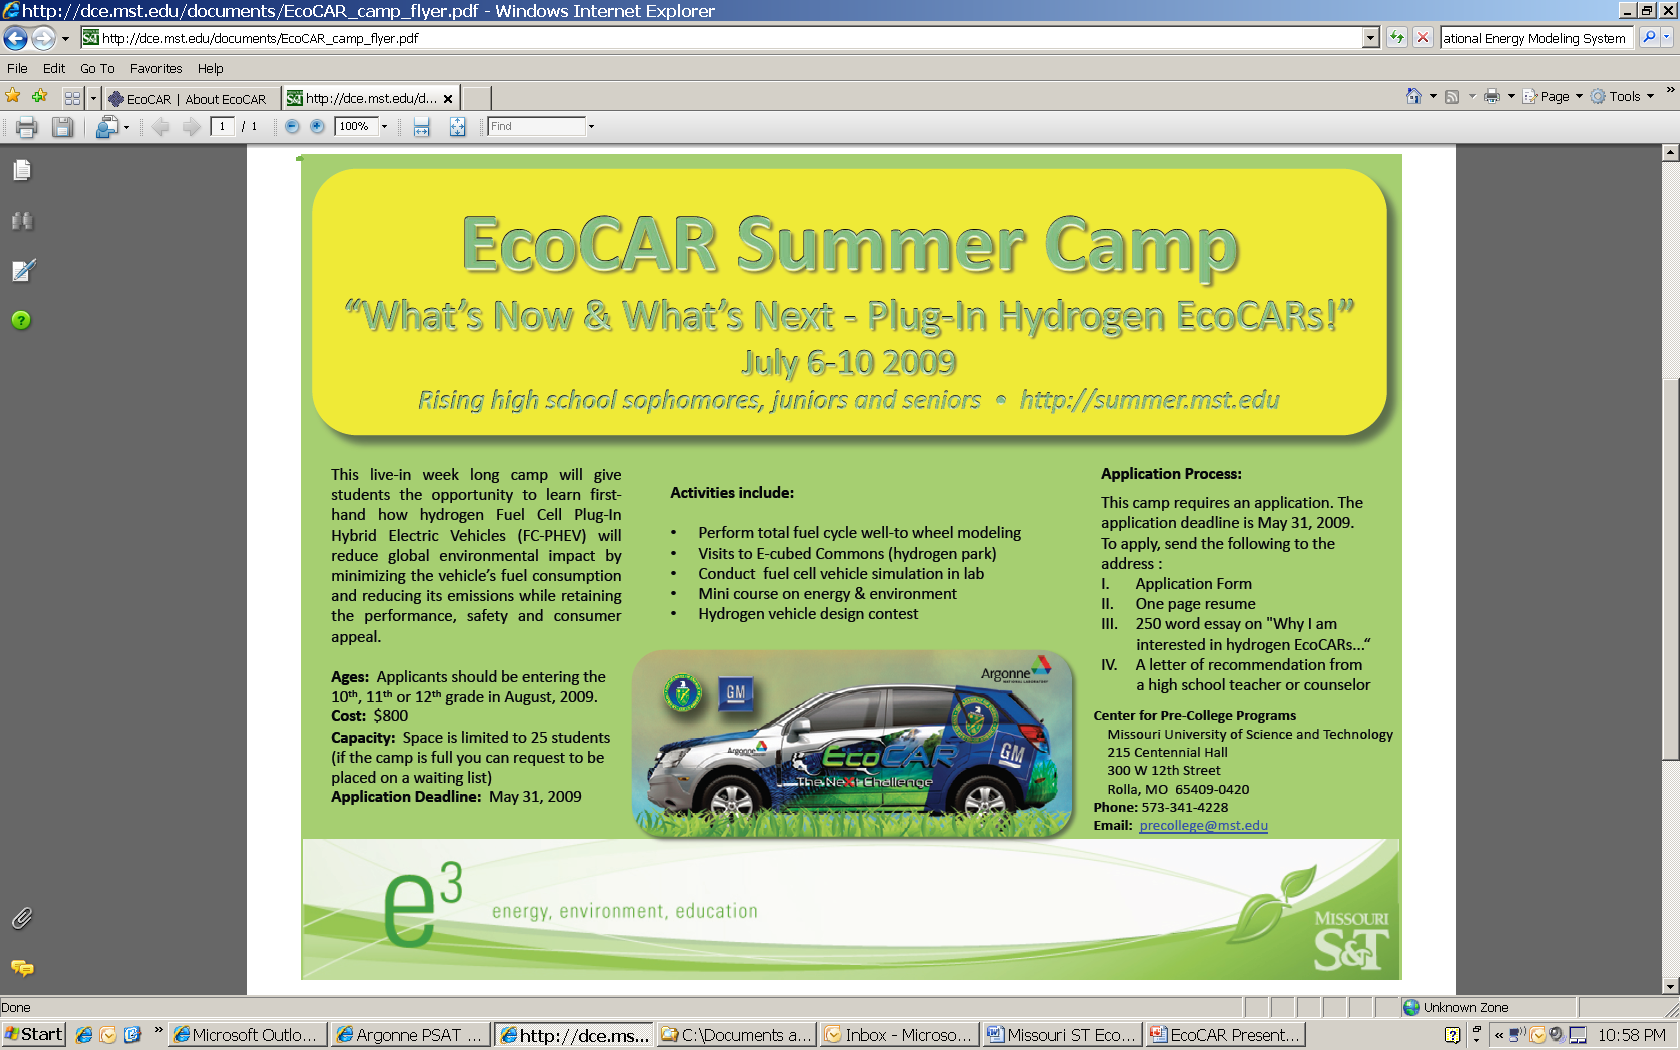 http://dce.mst.edu/documents/EcoCAR_camp_flyer.pdf - Windows Internet Explorer
http://dce.mst.edu/documents/EcoCAR_camp_flyer.pdf
ational Energy Modeling System
File Edit Go To Favorites Help
EcoCAR | About EcoCAR
http://dce.mst.edu/d...
Page Tools »
1 / 1 100% Find
EcoCAR Summer Camp
“What’s Now & What’s Next - Plug-In Hydrogen EcoCARs!”
July 6-10 2009
Rising high school sophomores, juniors and seniors • http://summer.mst.edu
This live-in week long camp will give
students the opportunity to learn first-
hand how hydrogen Fuel Cell Plug-In
Hybrid Electric Vehicles (FC-PHEV) will
reduce global environmental impact by
minimizing the vehicle’s fuel consumption
and reducing its emissions while retaining
the performance, safety and consumer
appeal.
Ages: Applicants should be entering the
10th, 11th or 12th grade in August, 2009.
Cost: $800
Capacity: Space is limited to 25 students
(if the camp is full you can request to be
placed on a waiting list)
Application Deadline: May 31, 2009
Activities include:
• Perform total fuel cycle well-to wheel modeling
• Visits to E-cubed Commons (hydrogen park)
• Conduct fuel cell vehicle simulation in lab
• Mini course on energy & environment
• Hydrogen vehicle design contest
GM
Argonne
NATIONAL LABORATORY
Argonne
EcoCAR
The NeXt Challenge
GM
Application Process:
This camp requires an application. The
application deadline is May 31, 2009.
To apply, send the following to the
address :
I. Application Form
II. One page resume
III. 250 word essay on "Why I am
interested in hydrogen EcoCARs...“
IV. A letter of recommendation from
a high school teacher or counselor
Center for Pre-College Programs
Missouri University of Science and Technology
215 Centennial Hall
300 W 12th Street
Rolla, MO 65409-0420
Phone: 573-341-4228
Email: precollege@mst.edu
e3 energy, environment, education
MISSOURI
S&T
Done
Unknown Zone
Start » Microsoft Outlo... Argonne PSAT ... http://dce.ms... C:\Documents a... Inbox - Microso... Missouri ST Eco... EcoCAR Present... « 10:58 PM